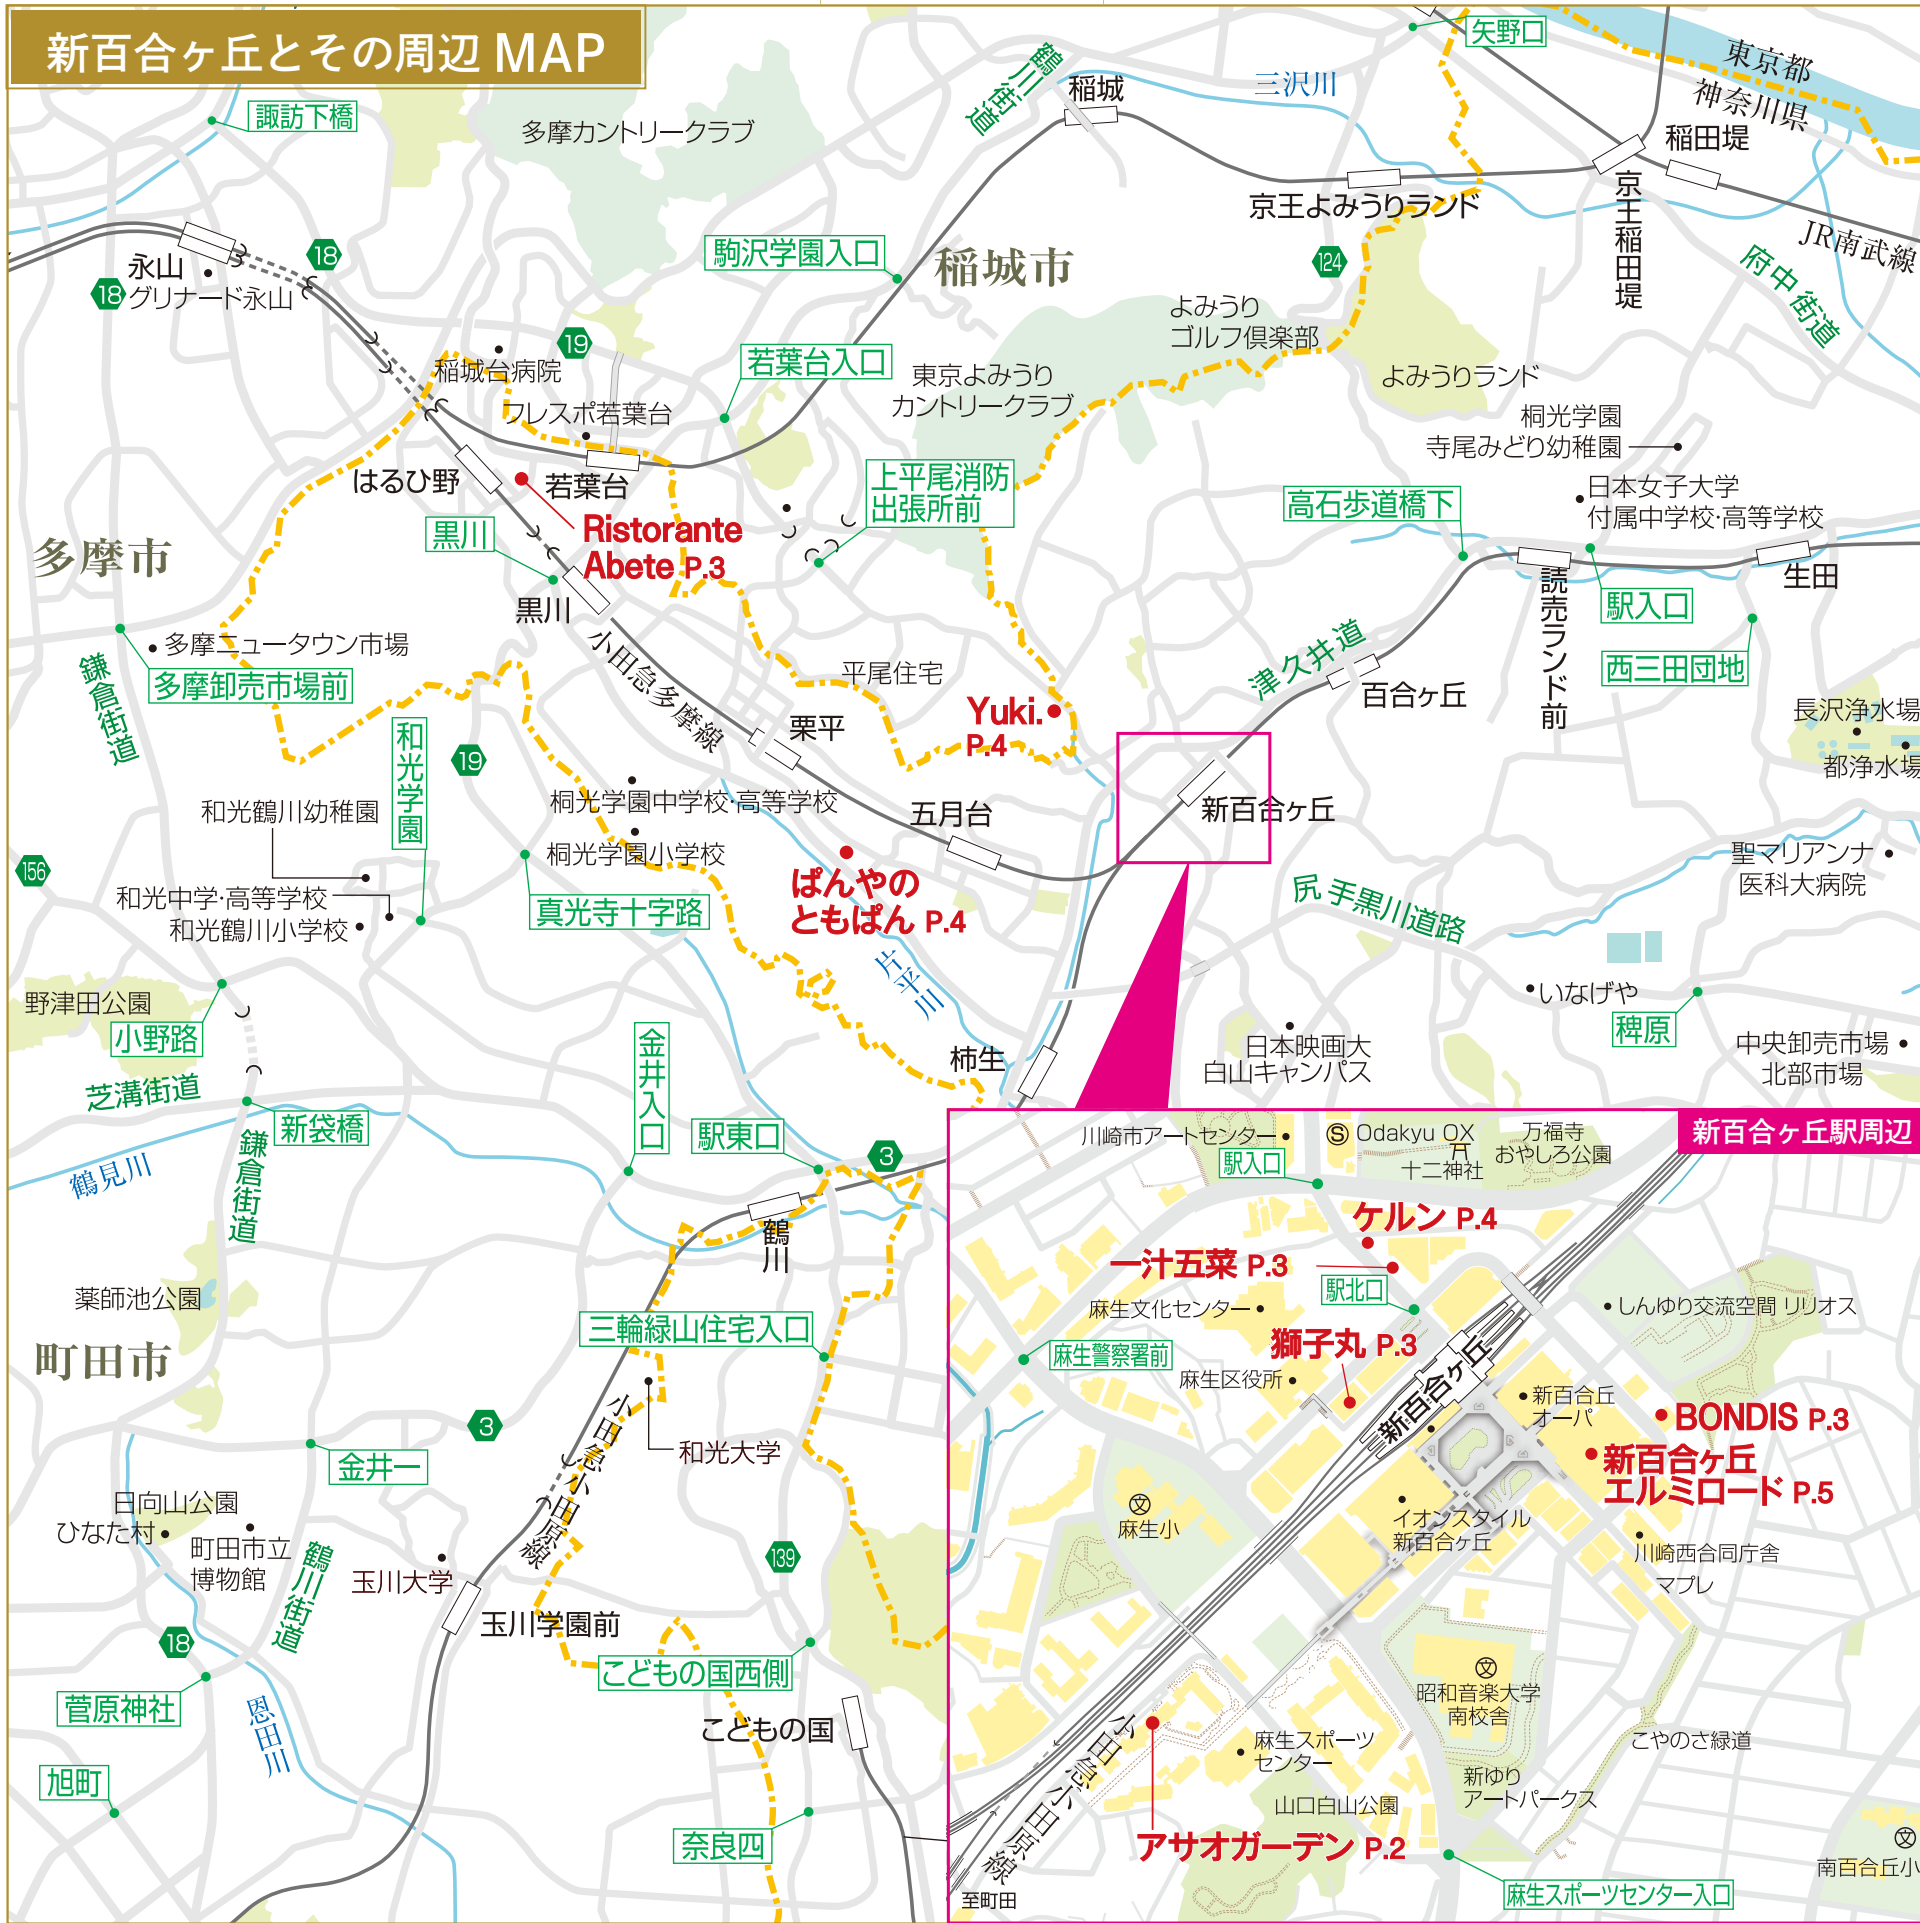 新百合ヶ丘とその周辺 MAP
矢野口
東京都
神奈川県
諏訪下橋
多摩カントリークラブ
鶴川街道
稲城
三沢川
稲田堤
京王よみうりランド
京王稲田堤
JR南武線
府中街道
永山
グリナード永山
18
18
駒沢学園入口
稲城市
124
よみうり
ゴルフ倶楽部
19
稲城台病院
若葉台入口
東京よみうり
カントリークラブ
よみうりランド
フレスポ若葉台
桐光学園
寺尾みどり幼稚園
はるひ野
若葉台
上平尾消防
出張所前
高石歩道橋下
日本女子大学
付属中学校・高等学校
Ristorante
Abete P.3
黒川
多摩市
黒川
読売ランド前
生田
駅入口
多摩ニュータウン市場
多摩卸売市場前
鎌倉街道
小田急多摩線
平尾住宅
津久井道
西三田団地
百合ヶ丘
Yuki.
P.4
長沢浄水場
都浄水場
和光学園
19
栗平
和光鶴川幼稚園
桐光学園中学校・高等学校
五月台
新百合ヶ丘
桐光学園小学校
156
聖マリアンナ
医科大病院
ぱんやの
ともぱん P.4
尻手黒川道路
和光中学・高等学校
真光寺十字路
和光鶴川小学校
片平川
いなげや
野津田公園
稗原
小野路
金井入口
柿生
日本映画大
白山キャンパス
中央卸売市場
北部市場
芝溝街道
新袋橋
駅東口
3
鶴見川
鎌倉街道
鶴川
薬師池公園
三輪緑山住宅入口
町田市
小田急小田原線
和光大学
3
金井一
日向山公園
ひなた村
町田市立
博物館
鶴川街道
玉川大学
139
玉川学園前
18
こどもの国西側
菅原神社
恩田川
こどもの国
旭町
奈良四
新百合ヶ丘駅周辺
川崎市アートセンター
Ⓢ Odakyu OX
十二神社
万福寺
おやしろ公園
駅入口
ケルン P.4
一汁五菜 P.3
駅北口
麻生文化センター
しんゆり交流空間 リリオス
獅子丸 P.3
麻生警察署前
麻生区役所
新百合ヶ丘
新百合丘
オーパ
BONDIS P.3
新百合ヶ丘
エルミロード P.5
文
麻生小
イオンスタイル
新百合ヶ丘
川崎西合同庁舎
マプレ
文
昭和音楽大学
南校舎
小田急小田原線
麻生スポーツ
センター
こやのさ緑道
新ゆり
アートパークス
山口白山公園
アサオガーデン P.2
文
南百合丘小
至町田
麻生スポーツセンター入口